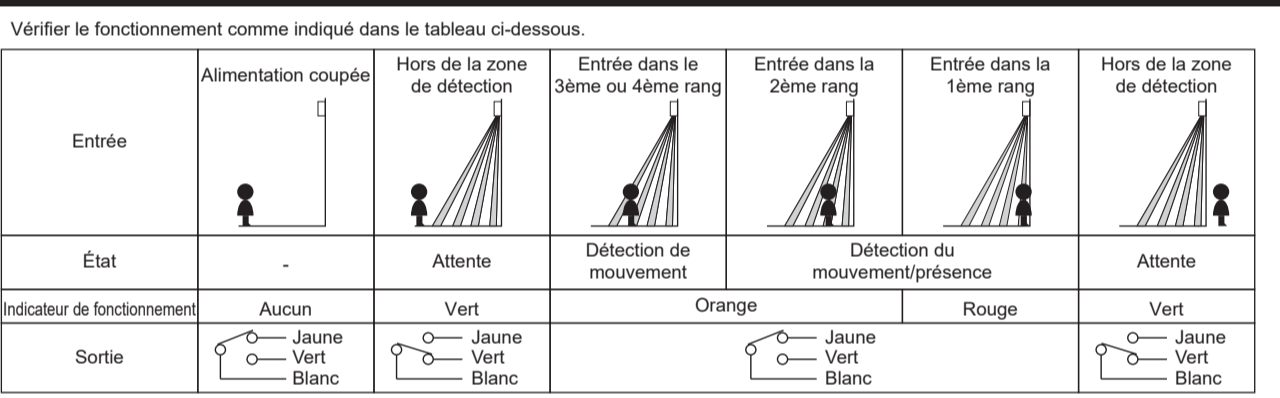 Vérifier le fonctionnement comme indiqué dans le tableau ci-dessous.
Entrée
Alimentation coupée
Hors de la zone
de détection
Entrée dans le
3ème ou 4ème rang
Entrée dans la
2ème rang
Entrée dans la
1ème rang
Hors de la zone
de détection
État
-
Attente
Détection de
mouvement
Détection du
mouvement/présence
Attente
Indicateur de fonctionnement
Aucun
Vert
Orange
Rouge
Vert
Sortie
Jaune
Vert
Blanc
Jaune
Vert
Blanc
Jaune
Vert
Blanc
Jaune
Vert
Blanc